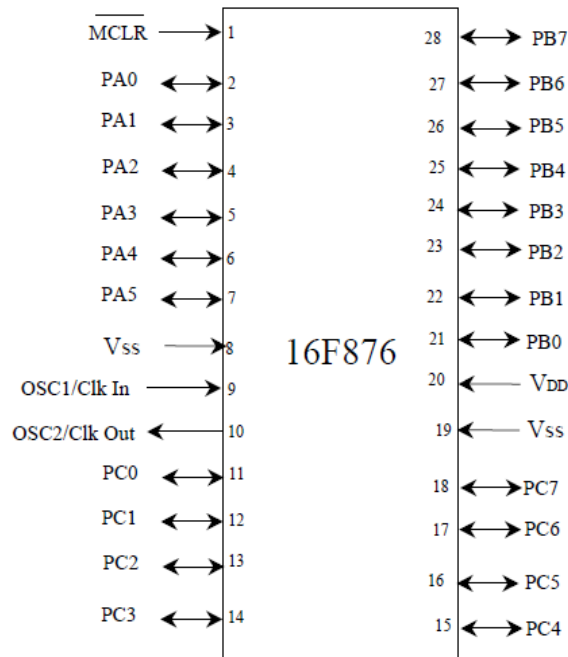 MCLR 1 28 PB7
PA0 2 27 PB6
PA1 3 26 PB5
PA2 4 25 PB4
PA3 5 24 PB3
PA4 6 23 PB2
PA5 7 22 PB1
Vss 8 16F876 21 PB0
OSC1/Clk In 9 20 VDD
OSC2/Clk Out 10 19 Vss
PC0 11 18 PC7
PC1 12 17 PC6
PC2 13 16 PC5
PC3 14 15 PC4